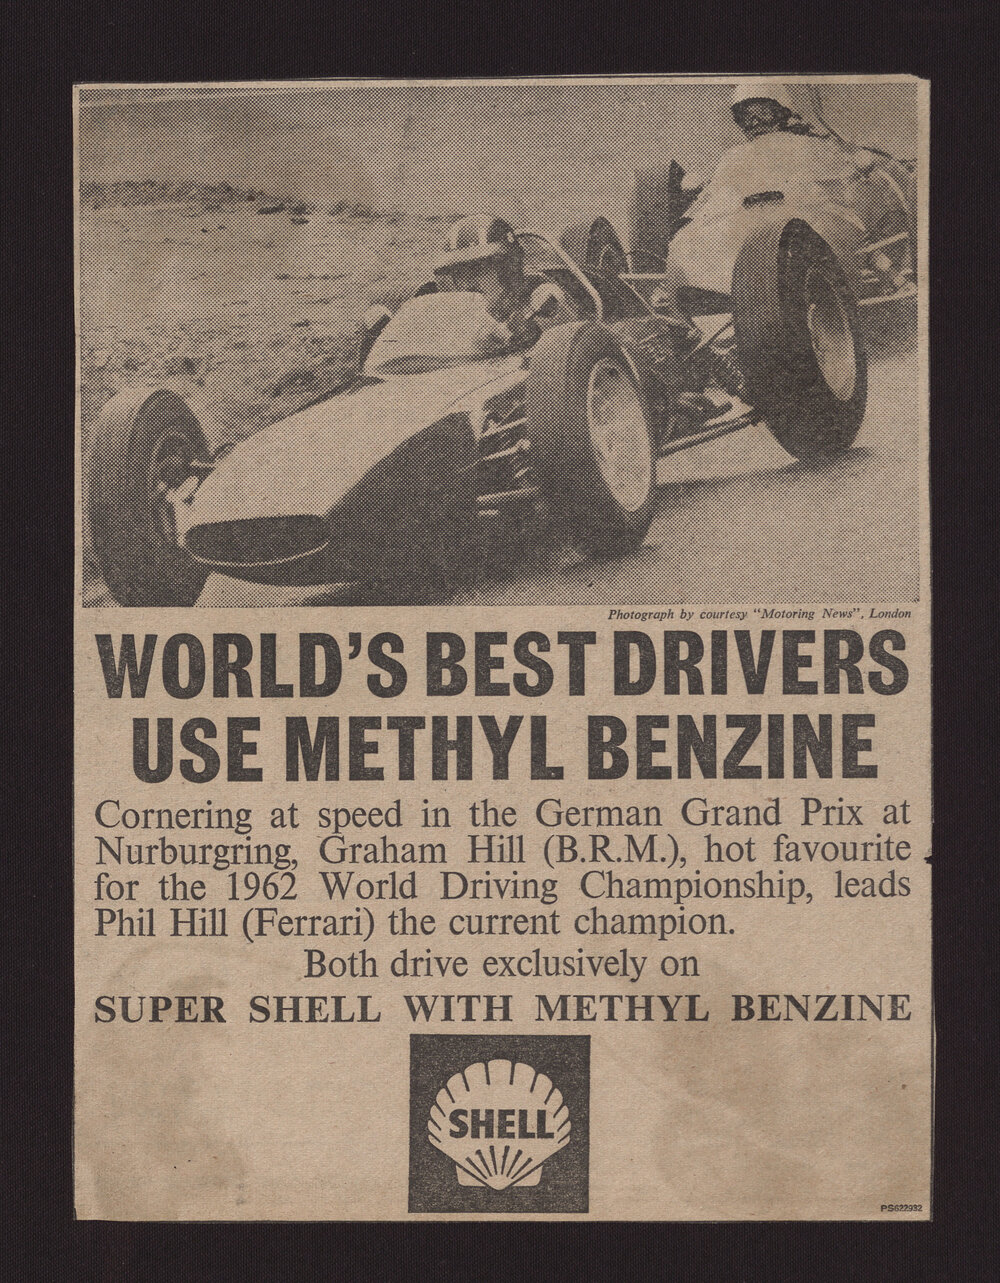 Photograph by courtesy "Motoring News", London
WORLD'S BEST DRIVERS
USE METHYL BENZINE
Cornering at speed in the German Grand Prix at
Nurburgring, Graham Hill (B.R.M.), hot favourite
for the 1962 World Driving Championship, leads
Phil Hill (Ferrari) the current champion.
Both drive exclusively on
SUPER SHELL WITH METHYL BENZINE
SHELL
PS622932